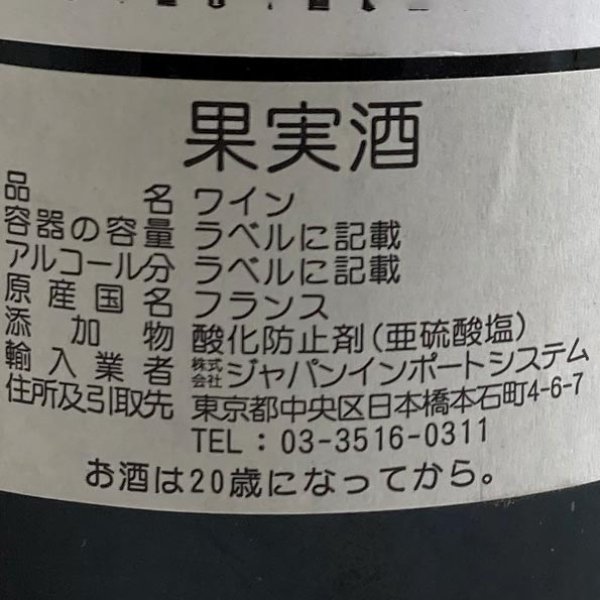 果実酒
品名 ワイン
容器の容量 ラベルに記載
アルコール分 ラベルに記載
原産国名 フランス
添加物 酸化防止剤(亜硫酸塩)
輸入業者 株式会社ジャパンインポートシステム
住所及引取先 東京都中央区日本橋本石町4-6-7
TEL:03-3516-0311
お酒は20歳になってから。